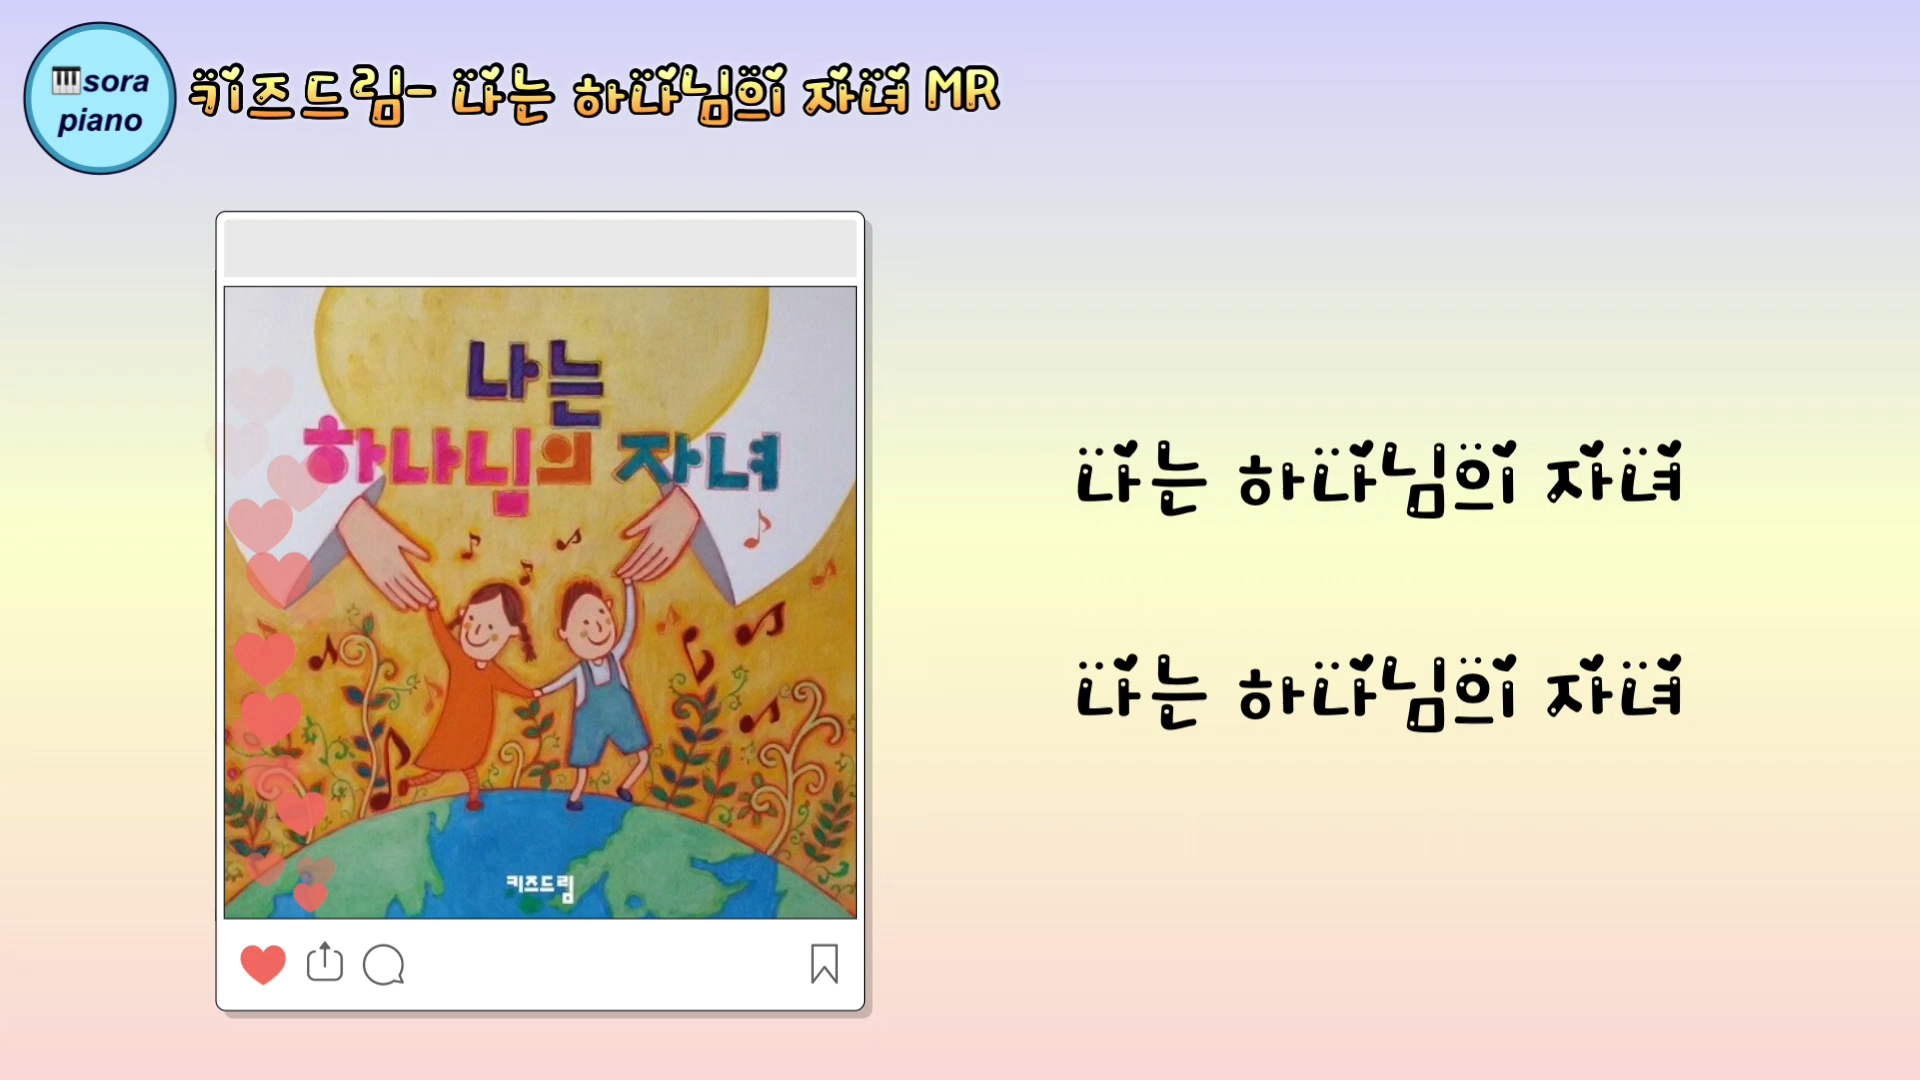 sora
piano
키즈드림- 나는 하나님의 자녀 MR
나는
하나님의 자녀
키즈드림
나는 하나님의 자녀
나는 하나님의 자녀